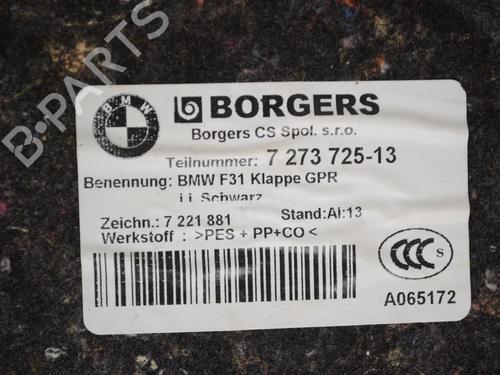 B-PARTS
BMW
BORGERS
Borgers CS Spol. s.r.o.
Teilnummer: 7 273 725-13
Benennung: BMW F31 Klappe GPR
Schwarz
Zeichn.: 7 221 881 Stand:AI:13
Werkstoff : >PES + PP+CO<
CCC S
A065172